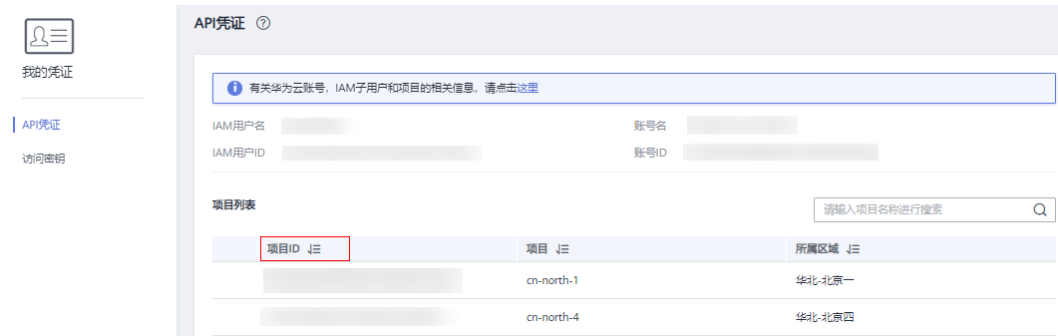 我的凭证
API凭证
访问密钥
API凭证 ?
i 有关华为云账号，IAM子用户和项目的相关信息，请点击这里
IAM用户名 账号名
IAM用户ID 账号ID
项目列表
请输入项目名称进行搜索
项目ID 项目 所属区域
cn-north-1 华北-北京一
cn-north-4 华北-北京四